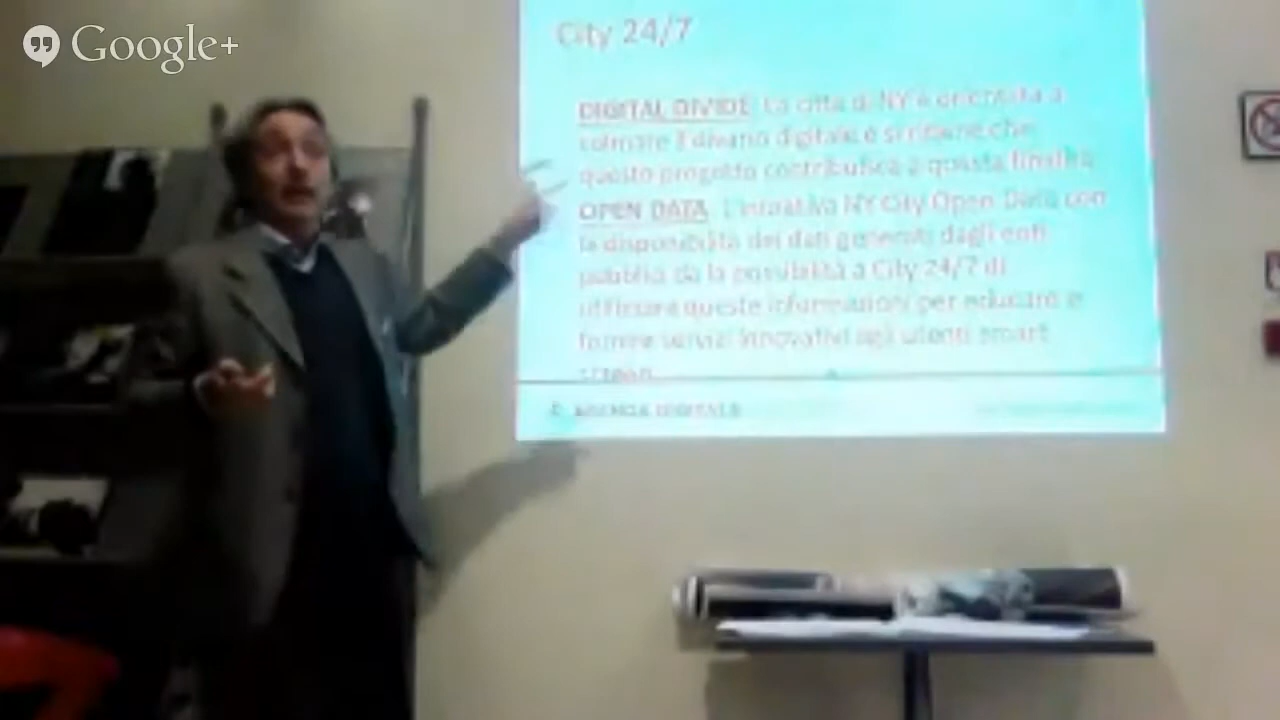 Google+
City 24/7
DIGITAL DIVIDE La città di NY è orientata a
colmare il divario digitale e si ritiene che
questo progetto contribuisca a questa finalità
OPEN DATA L'iniziativa NY City Open Data con
la disponibilità dei dati generati dagli enti
pubblici da la possibilità a City 24/7 di
utilizzare queste informazioni per educare e
fornire servizi innovativi agli utenti smart
screen
AGENDA DIGITALE